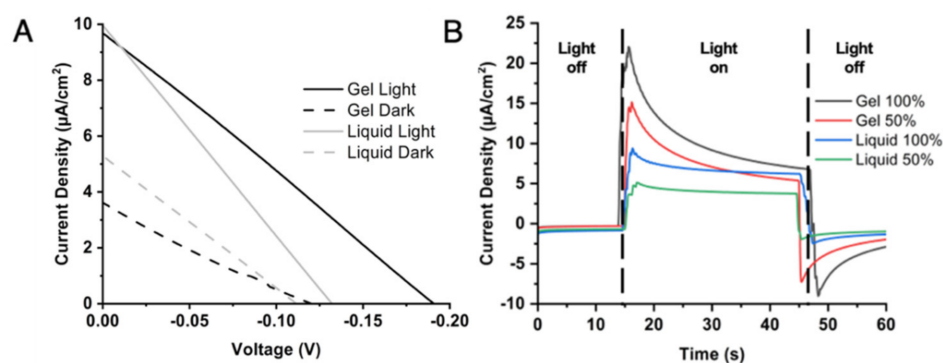 A
Current Density (µA/cm²)
10
8
6
4
2
0
0.00
-0.05
-0.10
-0.15
-0.20
Voltage (V)
Gel Light
Gel Dark
Liquid Light
Liquid Dark
B
Current Density (µA/cm²)
25
20
15
10
5
0
-5
-10
0
10
20
30
40
50
60
Time (s)
Light
off
Light
on
Light
off
Gel 100%
Gel 50%
Liquid 100%
Liquid 50%